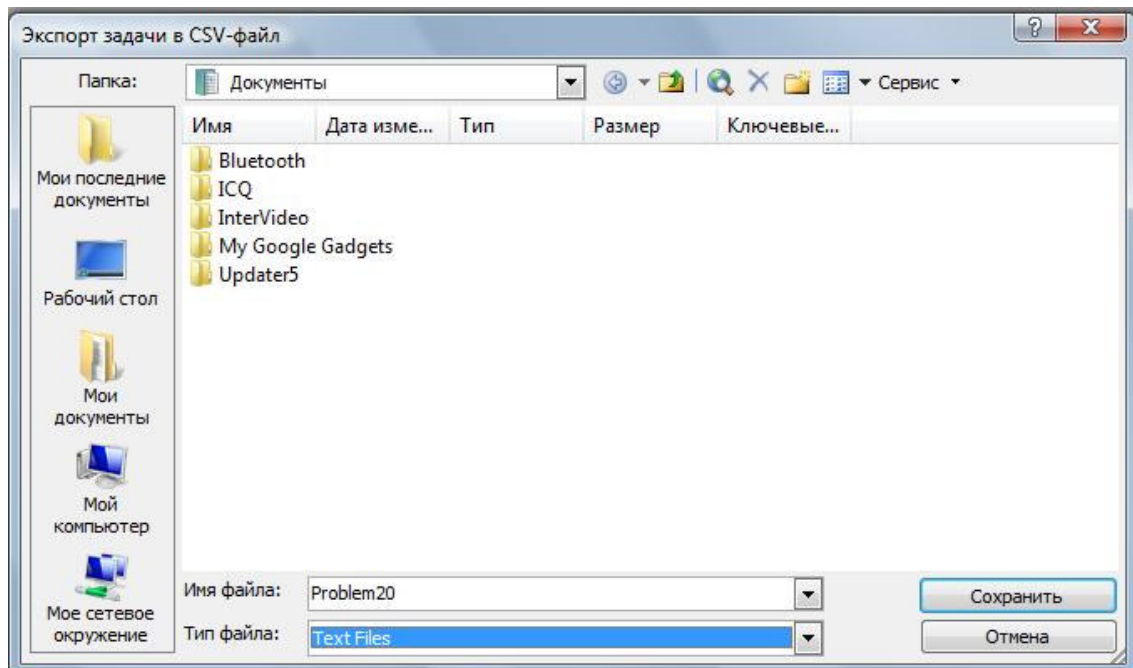 Экспорт задачи в CSV-файл
Папка:
Документы
Сервис
Мои последние
документы
Рабочий стол
Мои
документы
Мой
компьютер
Мое сетевое
окружение
Имя Дата изме... Тип Размер Ключевые...
Bluetooth
ICQ
InterVideo
My Google Gadgets
Updater5
Имя файла: Problem20
Сохранить
Тип файла: Text Files
Отмена